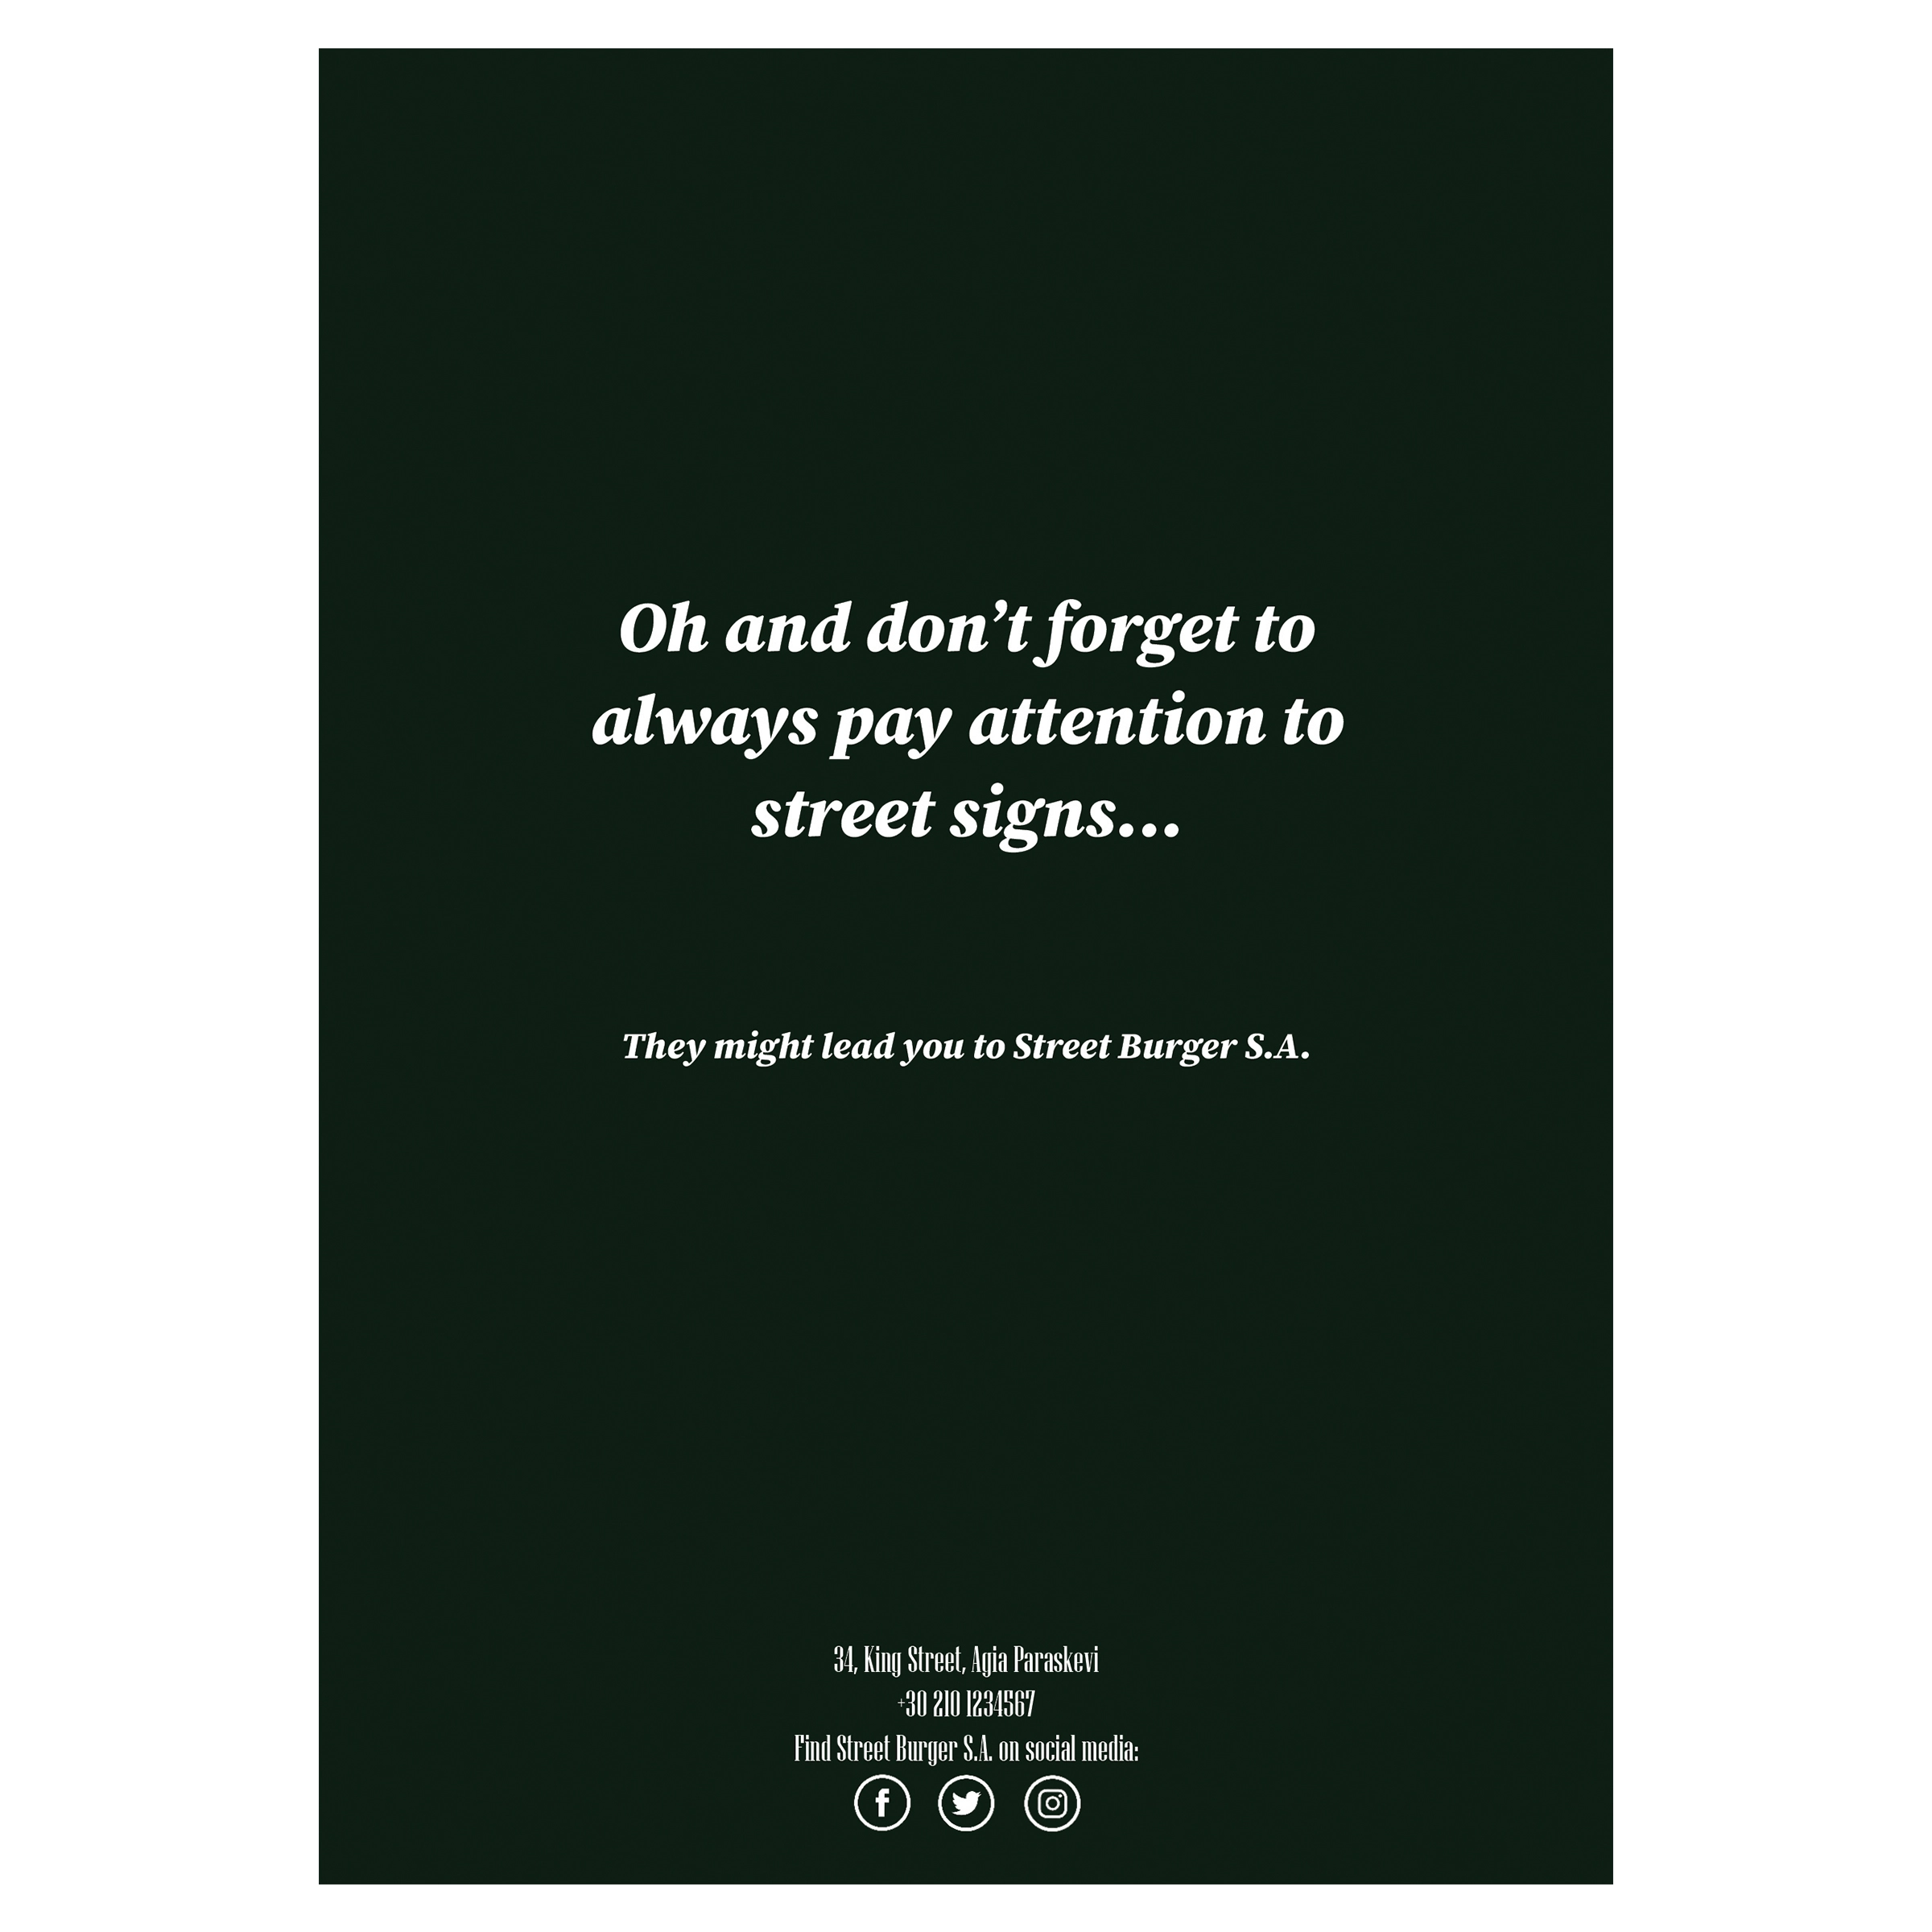 Oh and don’t forget to
always pay attention to
street signs...
They might lead you to Street Burger S.A.
34, King Street, Agia Paraskevi
+30 210 1234567
Find Street Burger S.A. on social media: